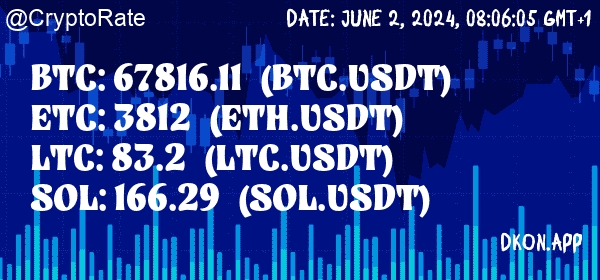 @CryptoRate
DATE: JUNE 2, 2024, 08:06:05 GMT+1
BTC: 67816.11 (BTC.USDT)
ETC: 3812 (ETH.USDT)
LTC: 83.2 (LTC.USDT)
SOL: 166.29 (SOL.USDT)
DKON.APP